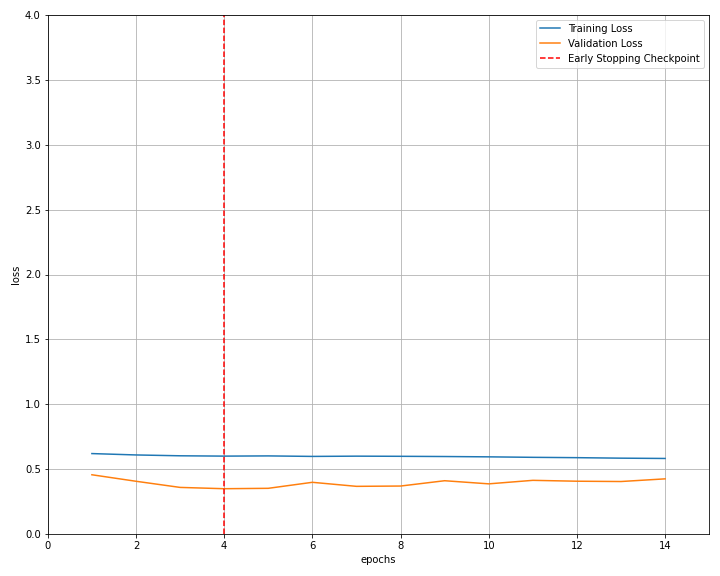 4.0
3.5
3.0
2.5
2.0
1.5
1.0
0.5
0.0
loss
0 2 4 6 8 10 12 14
epochs
Training Loss
Validation Loss
Early Stopping Checkpoint